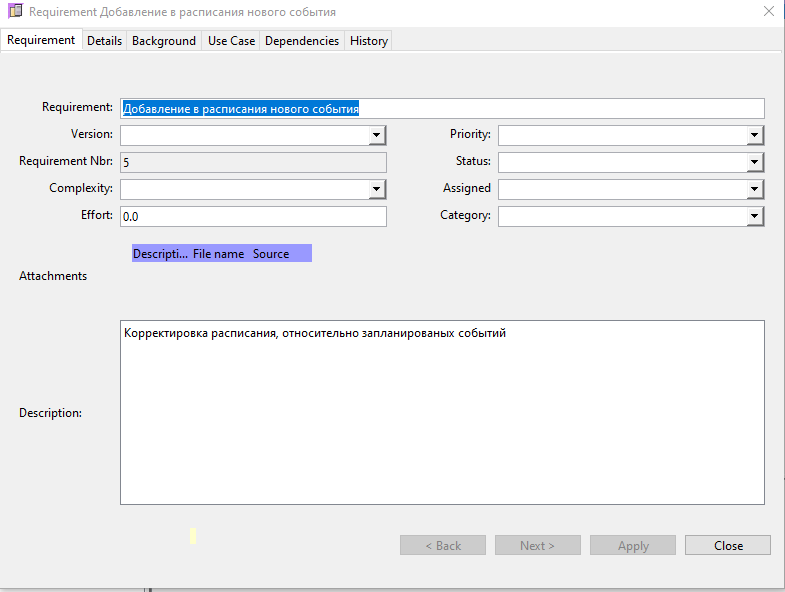 Requirement Добавление в расписания нового события
Requirement Details Background Use Case Dependencies History
Requirement: Добавление в расписания нового события
Version: Priority:
Requirement Nbr: 5 Status:
Complexity: Assigned
Effort: 0.0 Category:
Descripti... File name Source
Attachments
Корректировка расписания, относительно запланированых событий
Description:
< Back Next > Apply Close